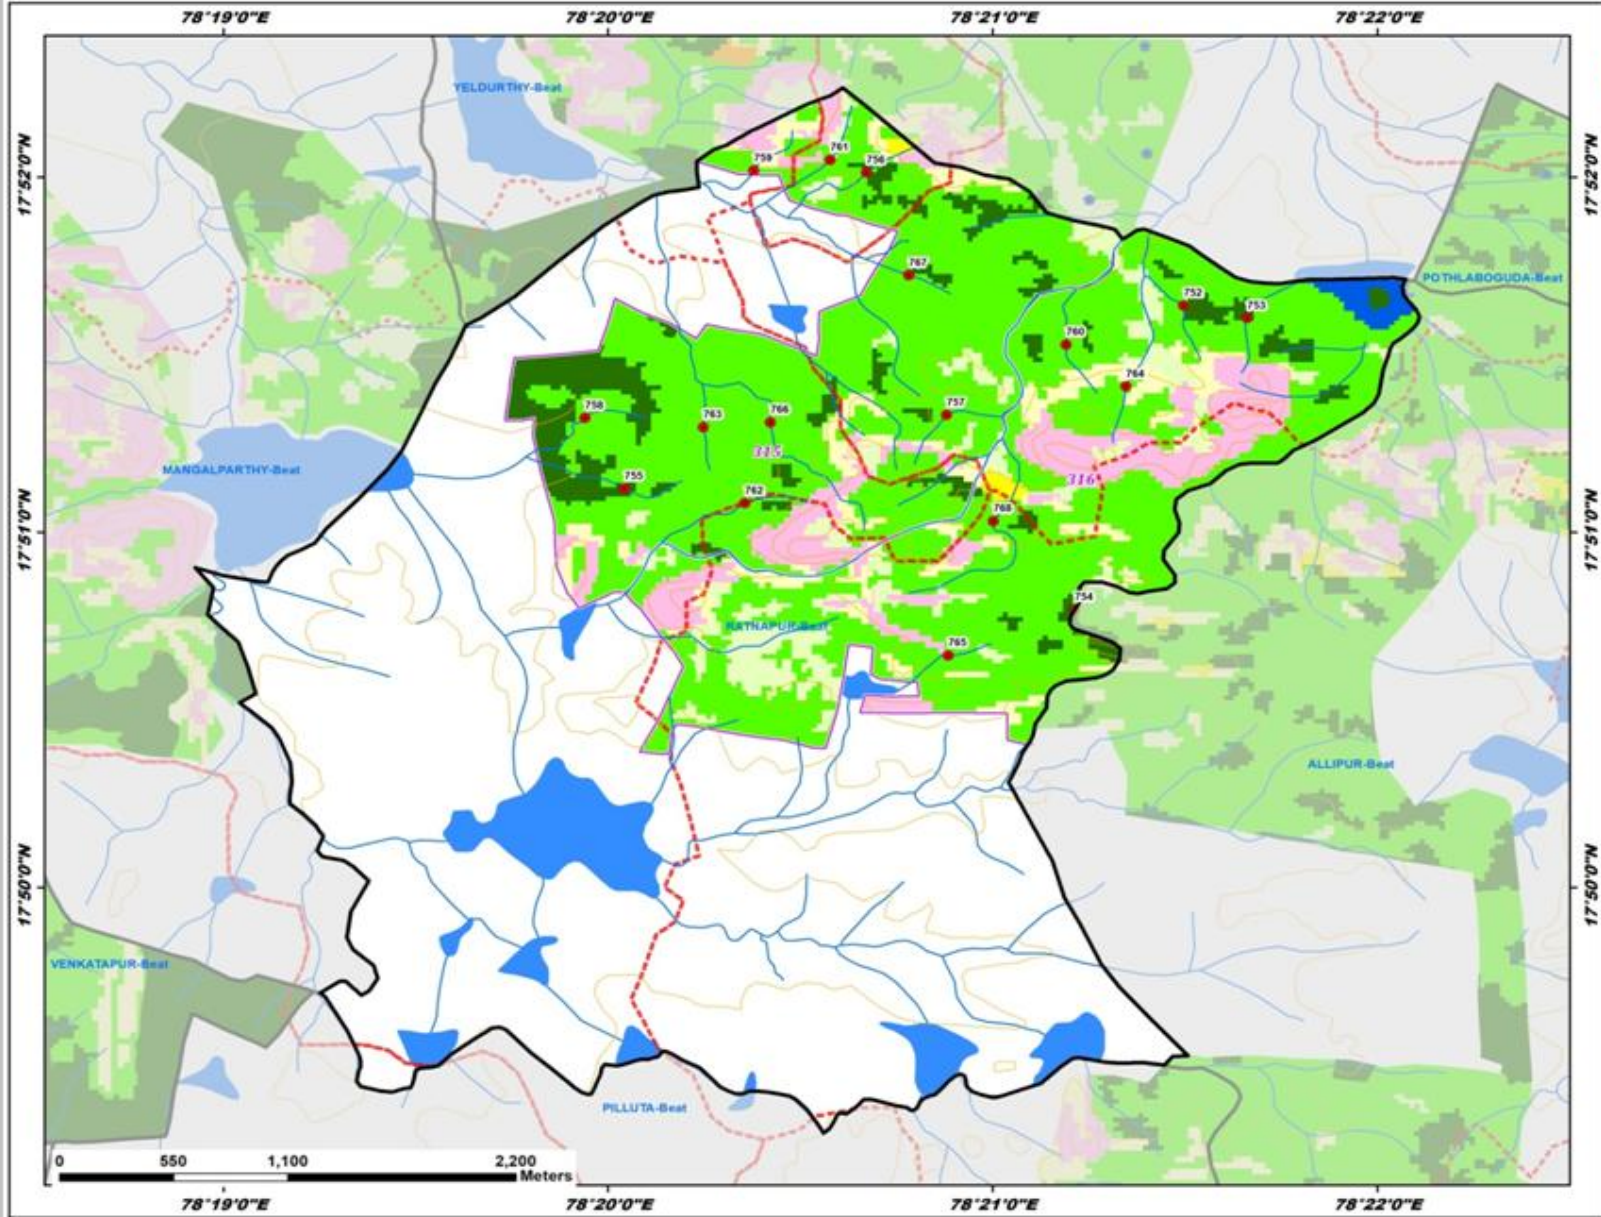 78°19'0"E 78°20'0"E 78°21'0"E 78°22'0"E
YELDURTHY-Beat
17°52'0"N
17°52'0"N
759
761
756
767
POTHLABOGUDA-Beat
752
753
760
764
758
763
766
757
315
MANGALPARTHY-Beat
316
755
762
768
17°51'0"N
17°51'0"N
754
RATNAPUR-Beat
765
ALLIPUR-Beat
17°50'0"N
17°50'0"N
VENKATAPUR-Beat
PILLUTA-Beat
0 550 1,100 2,200
Meters
78°19'0"E 78°20'0"E 78°21'0"E 78°22'0"E